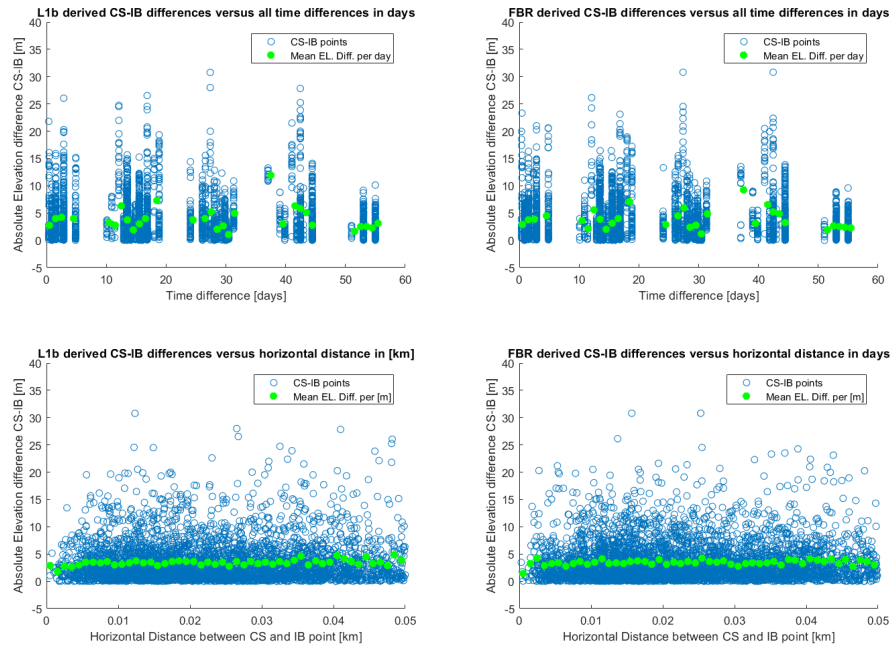 L1b derived CS-IB differences versus all time differences in days
40
35
30
25
20
15
10
5
0
-5
Absolute Elevation difference CS-IB [m]
CS-IB points
Mean EL. Diff. per day
0 10 20 30 40 50 60
Time difference [days]
FBR derived CS-IB differences versus all time differences in days
40
35
30
25
20
15
10
5
0
-5
Absolute Elevation difference CS-IB [m]
CS-IB points
Mean EL. Diff. per day
0 10 20 30 40 50 60
Time difference [days]
L1b derived CS-IB differences versus horizontal distance in [km]
40
35
30
25
20
15
10
5
0
-5
Absolute Elevation difference CS-IB [m]
CS-IB points
Mean EL. Diff. per [m]
0 0.01 0.02 0.03 0.04 0.05
Horizontal Distance between CS and IB point [km]
FBR derived CS-IB differences versus horizontal distance in days
40
35
30
25
20
15
10
5
0
-5
Absolute Elevation difference CS-IB [m]
CS-IB points
Mean EL. Diff. per [m]
0 0.01 0.02 0.03 0.04 0.05
Horizontal Distance between CS and IB point [km]